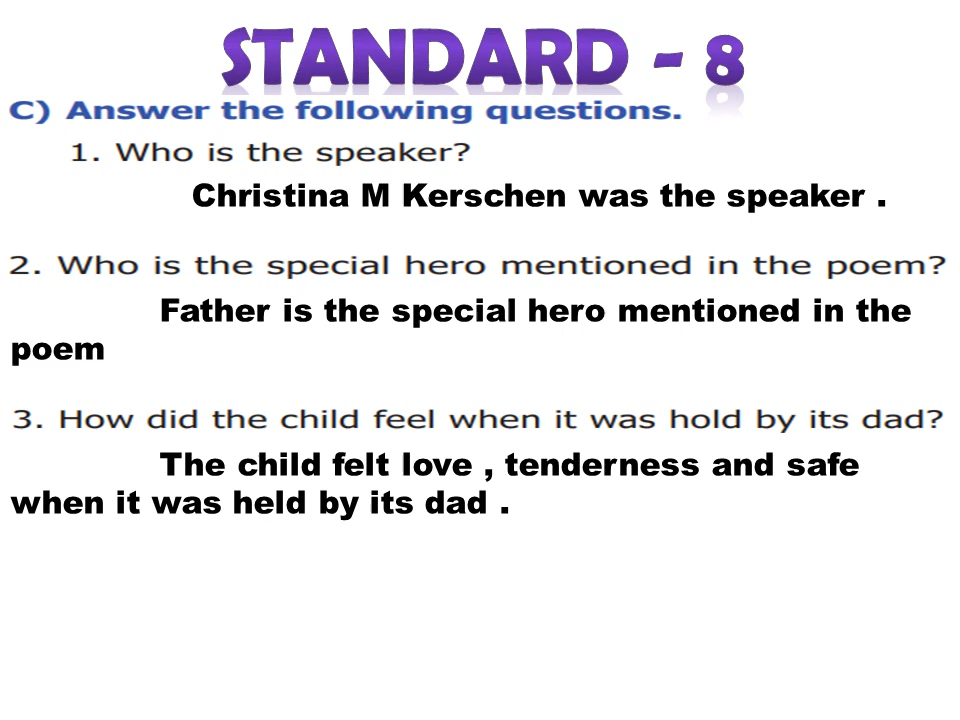 STANDARD - 8
C) Answer the following questions.
1. Who is the speaker?
Christina M Kerschen was the speaker .
2. Who is the special hero mentioned in the poem?
Father is the special hero mentioned in the
poem
3. How did the child feel when it was hold by its dad?
The child felt love , tenderness and safe
when it was held by its dad .